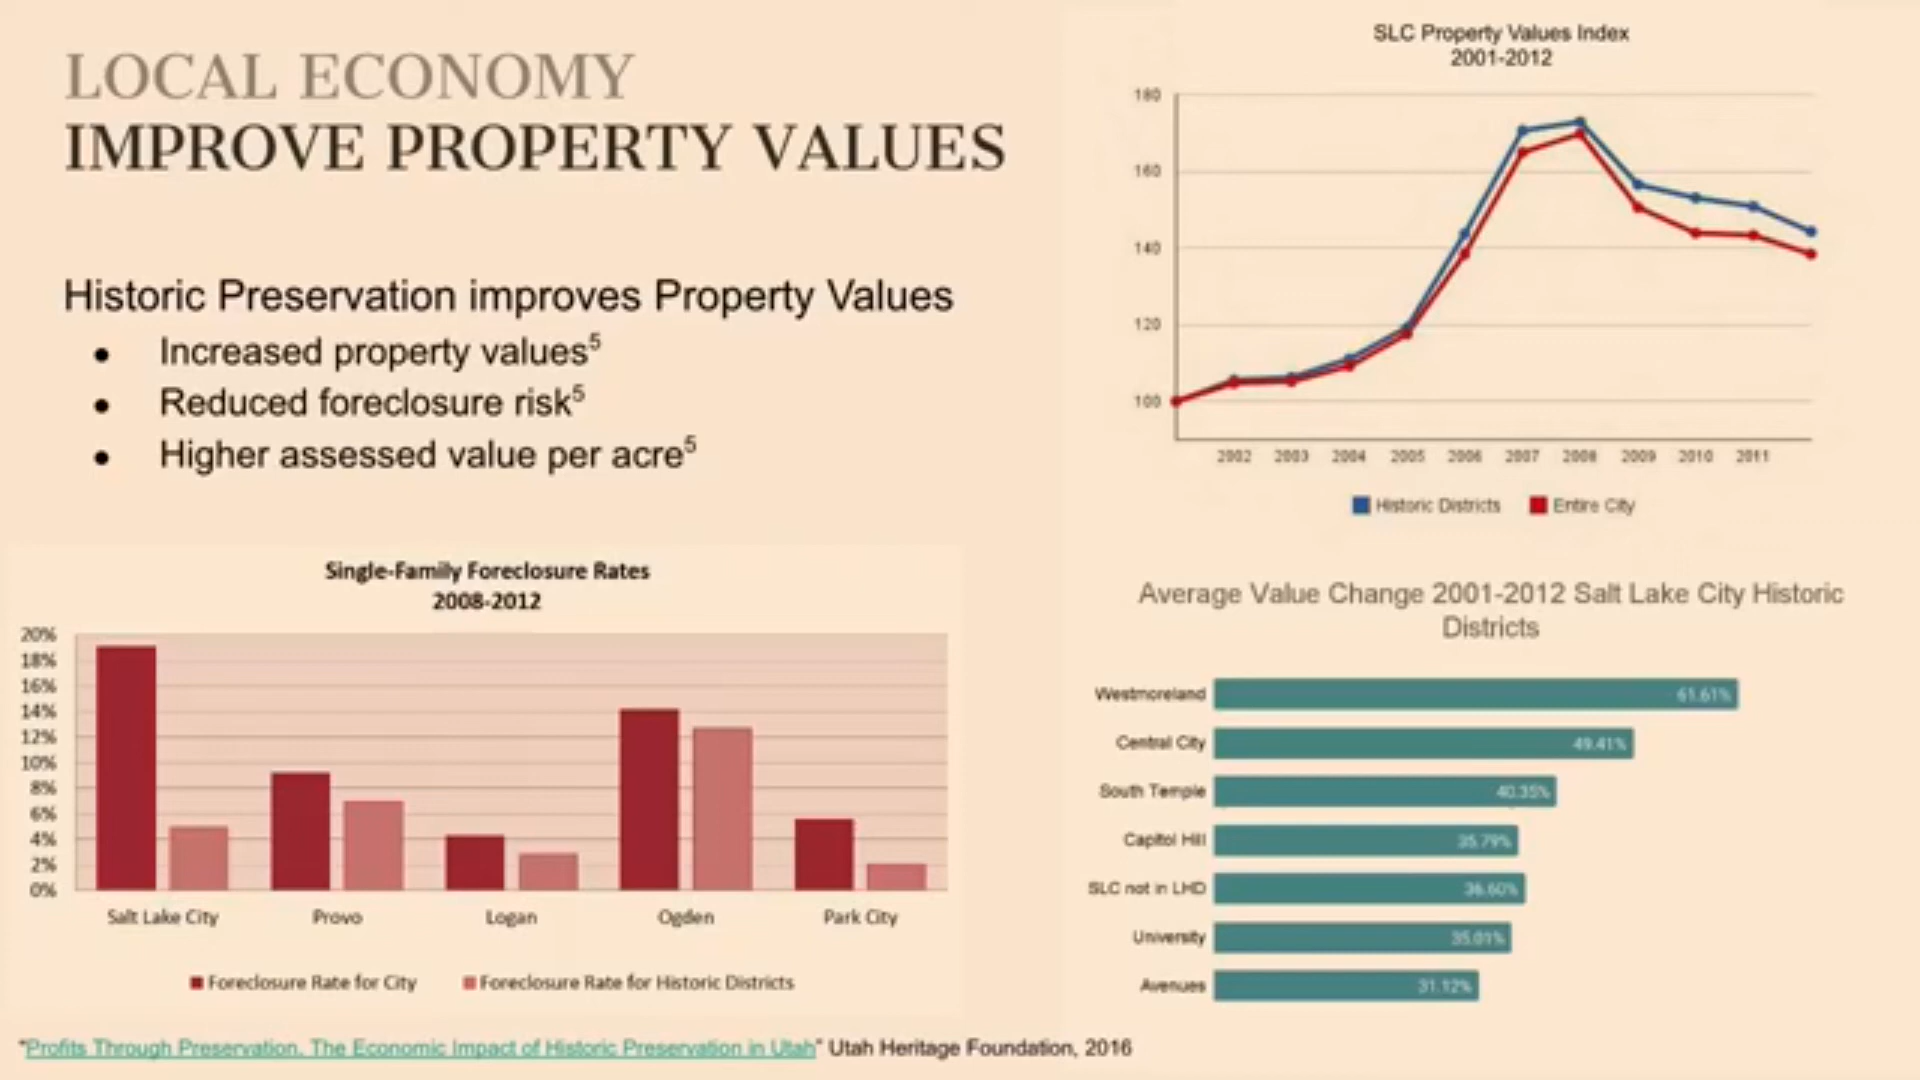 LOCAL ECONOMY
IMPROVE PROPERTY VALUES
Historic Preservation improves Property Values
● Increased property values⁵
● Reduced foreclosure risk⁵
● Higher assessed value per acre⁵
SLC Property Values Index
2001-2012
180
160
140
120
100
2002 2003 2004 2005 2006 2007 2008 2009 2010 2011
Historic Districts Entire City
Single-Family Foreclosure Rates
2008-2012
20%
18%
16%
14%
12%
10%
8%
6%
4%
2%
0%
Salt Lake City Provo Logan Ogden Park City
Foreclosure Rate for City Foreclosure Rate for Historic Districts
Average Value Change 2001-2012 Salt Lake City Historic
Districts
Westmoreland 61.61%
Central City 49.41%
South Temple 40.35%
Capitol Hill 35.79%
SLC not in LHD 36.60%
University 35.01%
Avenues 31.12%
"Profits Through Preservation. The Economic Impact of Historic Preservation in Utah" Utah Heritage Foundation, 2016